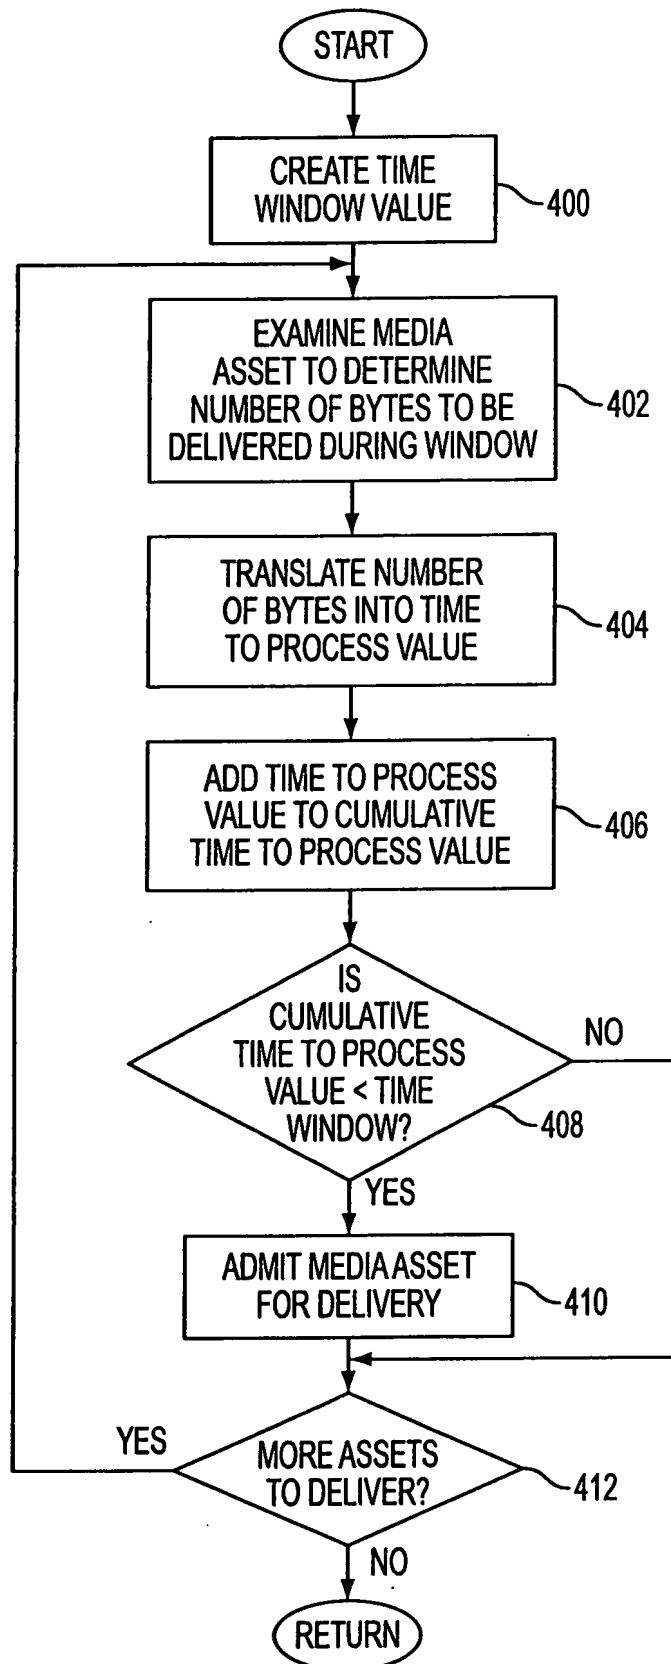 START
CREATE TIME
WINDOW VALUE
400
EXAMINE MEDIA
ASSET TO DETERMINE
NUMBER OF BYTES TO BE
DELIVERED DURING WINDOW
402
TRANSLATE NUMBER
OF BYTES INTO TIME
TO PROCESS VALUE
404
ADD TIME TO PROCESS
VALUE TO CUMULATIVE
TIME TO PROCESS VALUE
406
IS
CUMULATIVE
TIME TO PROCESS
VALUE < TIME
WINDOW?
NO
408
YES
ADMIT MEDIA ASSET
FOR DELIVERY
410
YES
MORE ASSETS
TO DELIVER?
412
NO
RETURN